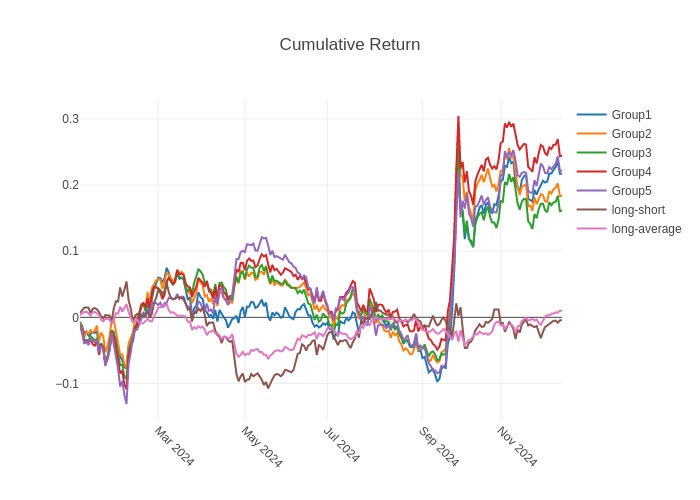 Cumulative Return
0.3
0.2
0.1
0
−0.1
Mar 2024
May 2024
Jul 2024
Sep 2024
Nov 2024
Group1
Group2
Group3
Group4
Group5
long-short
long-average